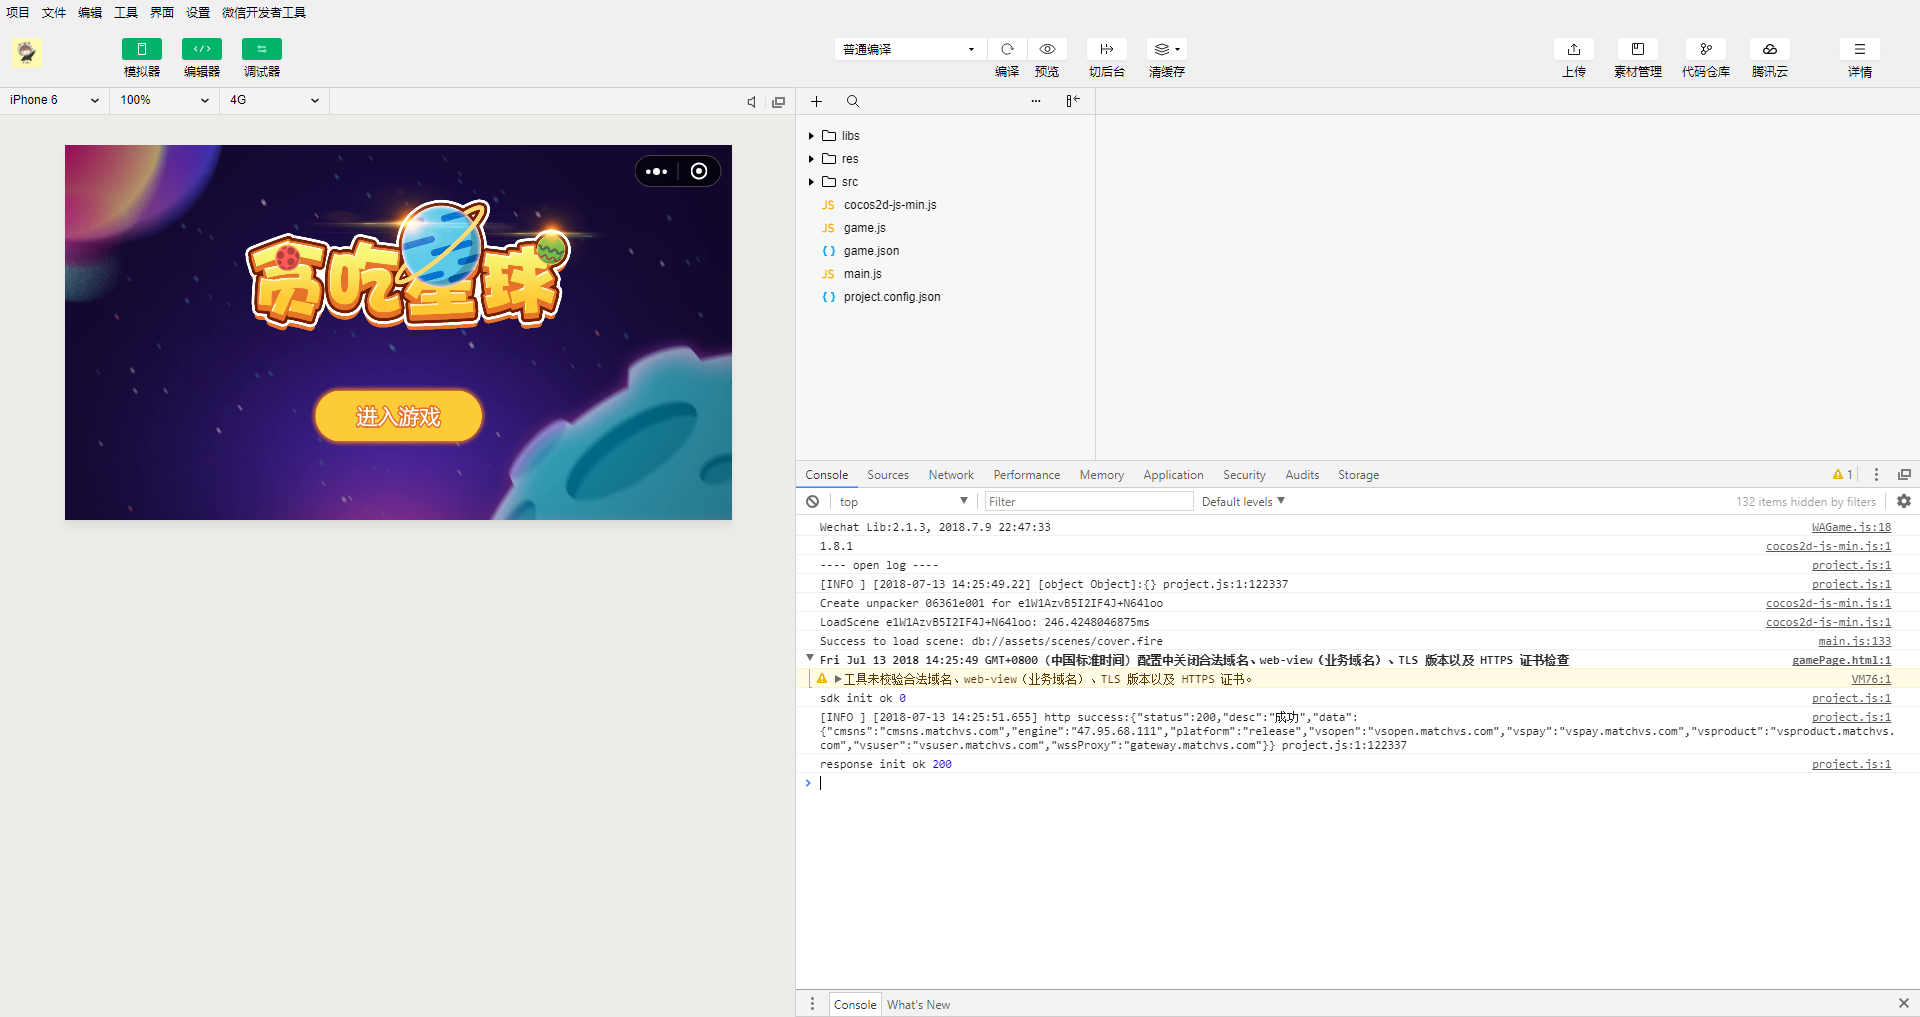 项目 文件 编辑 工具 界面 设置 微信开发者工具
模拟器 编辑器 调试器
普通编译
编译 预览 切后台 清缓存
上传 素材管理 代码仓库 腾讯云 详情
iPhone 6 100% 4G
贪吃星球
进入游戏
libs
res
src
JS cocos2d-js-min.js
JS game.js
{ } game.json
JS main.js
{ } project.config.json
Console Sources Network Performance Memory Application Security Audits Storage 1
top Filter Default levels 132 items hidden by filters
Wechat Lib:2.1.3, 2018.7.9 22:47:33 WAGame.js:18
1.8.1 cocos2d-js-min.js:1
---- open log ---- project.js:1
[INFO ] [2018-07-13 14:25:49.22] [object Object]:{} project.js:1:122337 project.js:1
Create unpacker 06361e001 for e1W1AzvB5I2IF4J+N64loo cocos2d-js-min.js:1
LoadScene e1W1AzvB5I2IF4J+N64loo: 246.4248046875ms cocos2d-js-min.js:1
Success to load scene: db://assets/scenes/cover.fire main.js:133
Fri Jul 13 2018 14:25:49 GMT+0800 (中国标准时间) 配置中关闭合法域名、web-view（业务域名）、TLS 版本以及 HTTPS 证书检查 gamePage.html:1
工具未校验合法域名、web-view（业务域名）、TLS 版本以及 HTTPS 证书。 VM76:1
sdk init ok 0 project.js:1
[INFO ] [2018-07-13 14:25:51.655] http success:{"status":200,"desc":"成功","data": project.js:1
{"cmsns":"cmsns.matchvs.com","engine":"47.95.68.111","platform":"release","vsopen":"vsopen.matchvs.com","vspay":"vspay.matchvs.com","vsproduct":"vsproduct.matchvs.
com","vsuser":"vsuser.matchvs.com","wssProxy":"gateway.matchvs.com"}} project.js:1:122337
response init ok 200 project.js:1
Console What's New